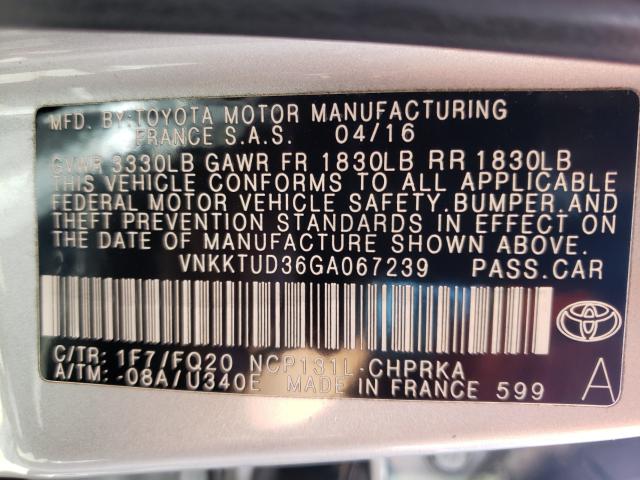 MFD. BY:TOYOTA MOTOR MANUFACTURING
FRANCE S.A.S. 04/16
GVWR 3330LB GAWR FR 1830LB RR 1830LB
THIS VEHICLE CONFORMS TO ALL APPLICABLE
FEDERAL MOTOR VEHICLE SAFETY,BUMPER,AND
THEFT PREVENTION STANDARDS IN EFFECT ON
THE DATE OF MANUFACTURE SHOWN ABOVE.
VNKKTUD36GA067239 PASS.CAR
C/TR: 1F7/FQ20 NCP131L-CHPRKA
A/TM: -08A/U340E MADE IN FRANCE 599
A